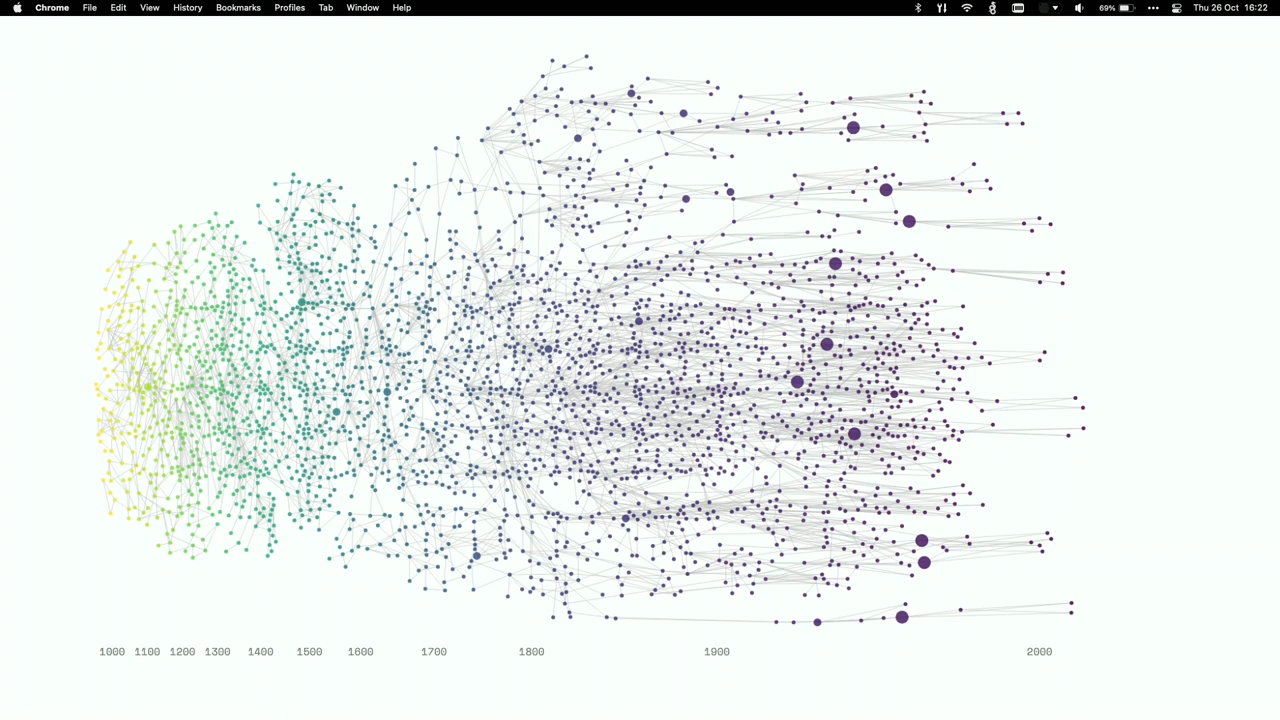 Chrome File Edit View History Bookmarks Profiles Tab Window Help 69% Thu 26 Oct 16:22
1000 1100 1200 1300 1400 1500 1600 1700 1800 1900 2000